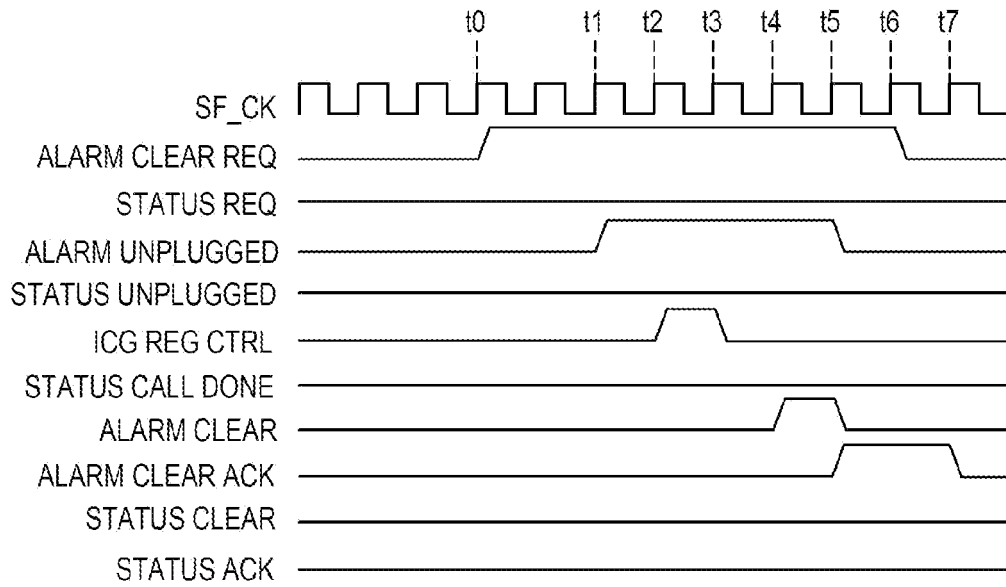 t0 t1 t2 t3 t4 t5 t6 t7
SF_CK
ALARM CLEAR REQ
STATUS REQ
ALARM UNPLUGGED
STATUS UNPLUGGED
ICG REG CTRL
STATUS CALL DONE
ALARM CLEAR
ALARM CLEAR ACK
STATUS CLEAR
STATUS ACK